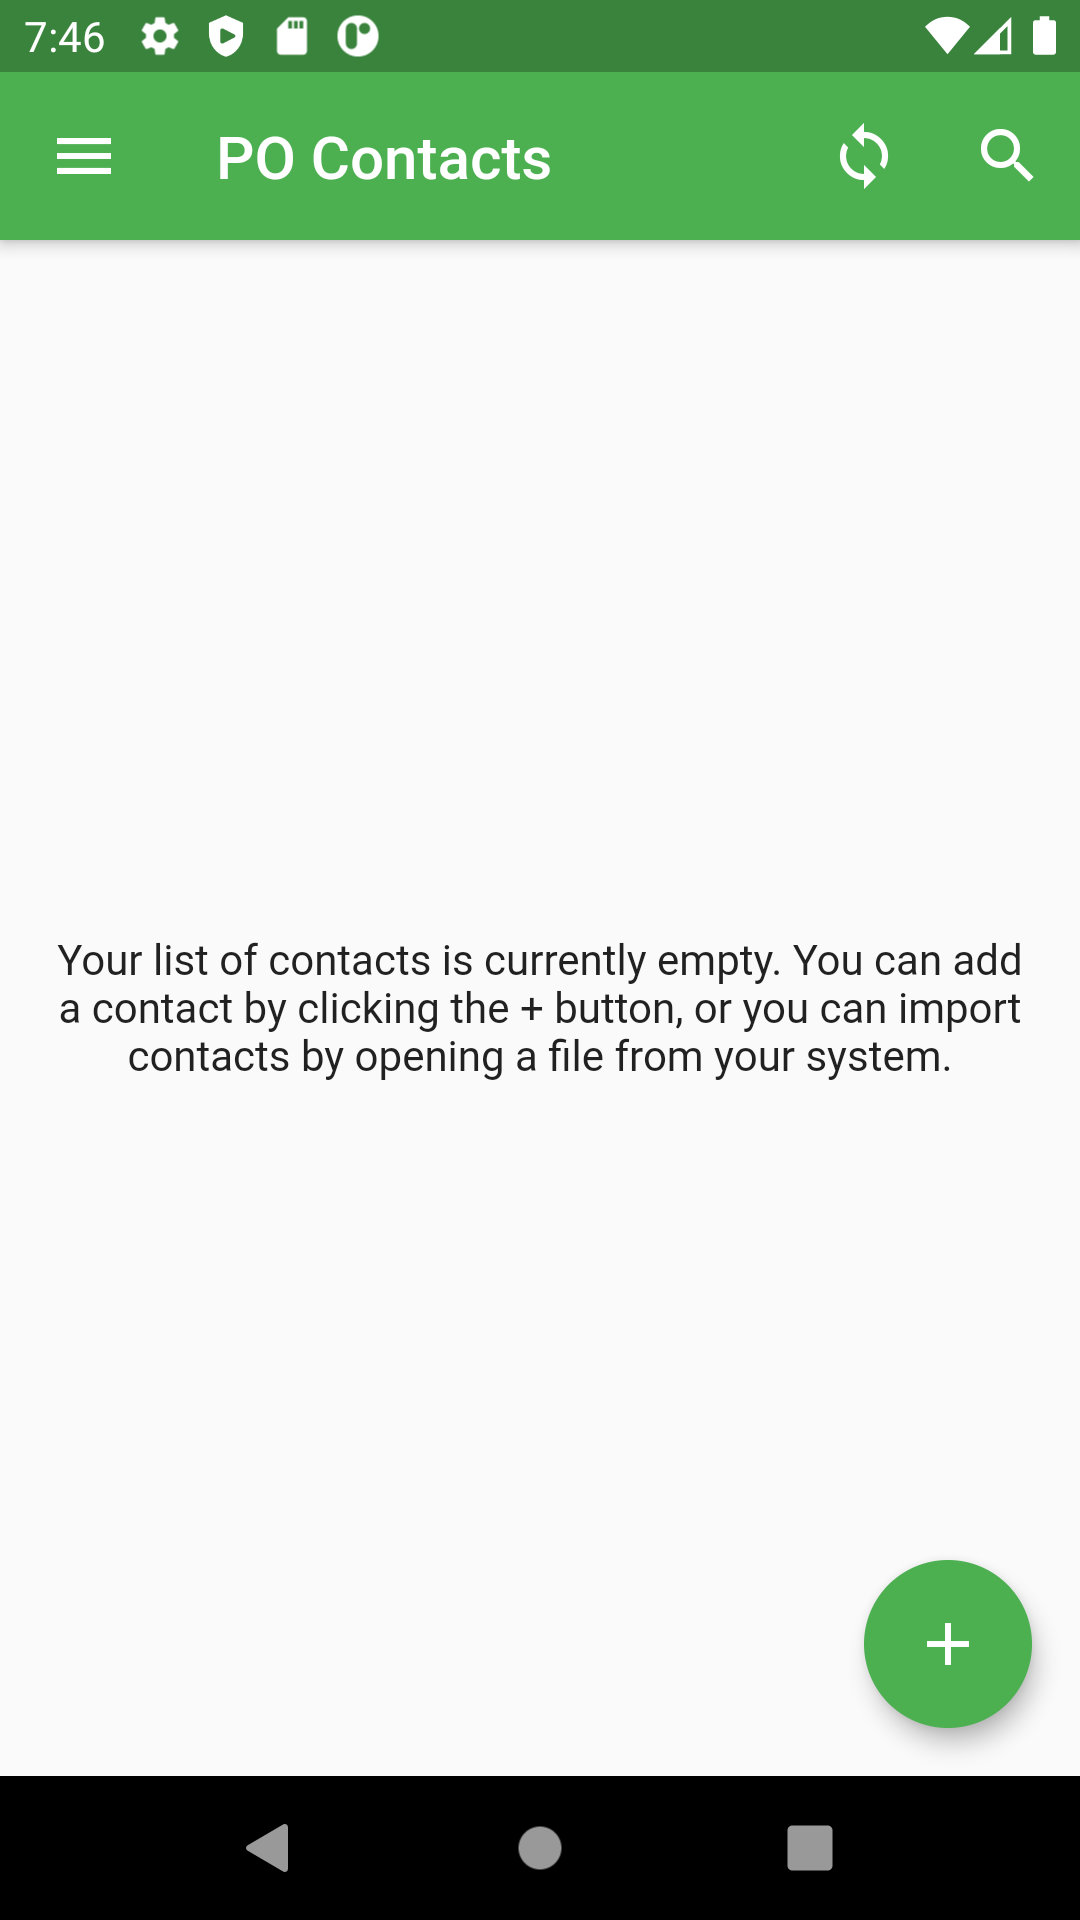 7:46
PO Contacts
Your list of contacts is currently empty. You can add
a contact by clicking the + button, or you can import
contacts by opening a file from your system.